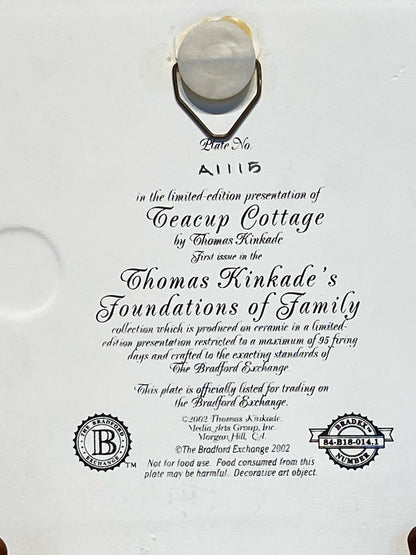 Plate No.
A1115
in the limited-edition presentation of
Teacup Cottage
by Thomas Kinkade
First issue in the
Thomas Kinkade's
Foundations of Family
collection which is produced on ceramic in a limited-
edition presentation restricted to a maximum of 95 firing
days and crafted to the exacting standards of
The Bradford Exchange.
This plate is officially listed for trading on
the Bradford Exchange.
©2002 Thomas Kinkade,
Media Arts Group, Inc.
Morgan Hill, CA.
©The Bradford Exchange 2002
Not for food use. Food consumed from this
plate may be harmful. Decorative art object.
THE BRADFORD
B
EXCHANGE
TM
BRADEX™
84-B18-014.1
NUMBER